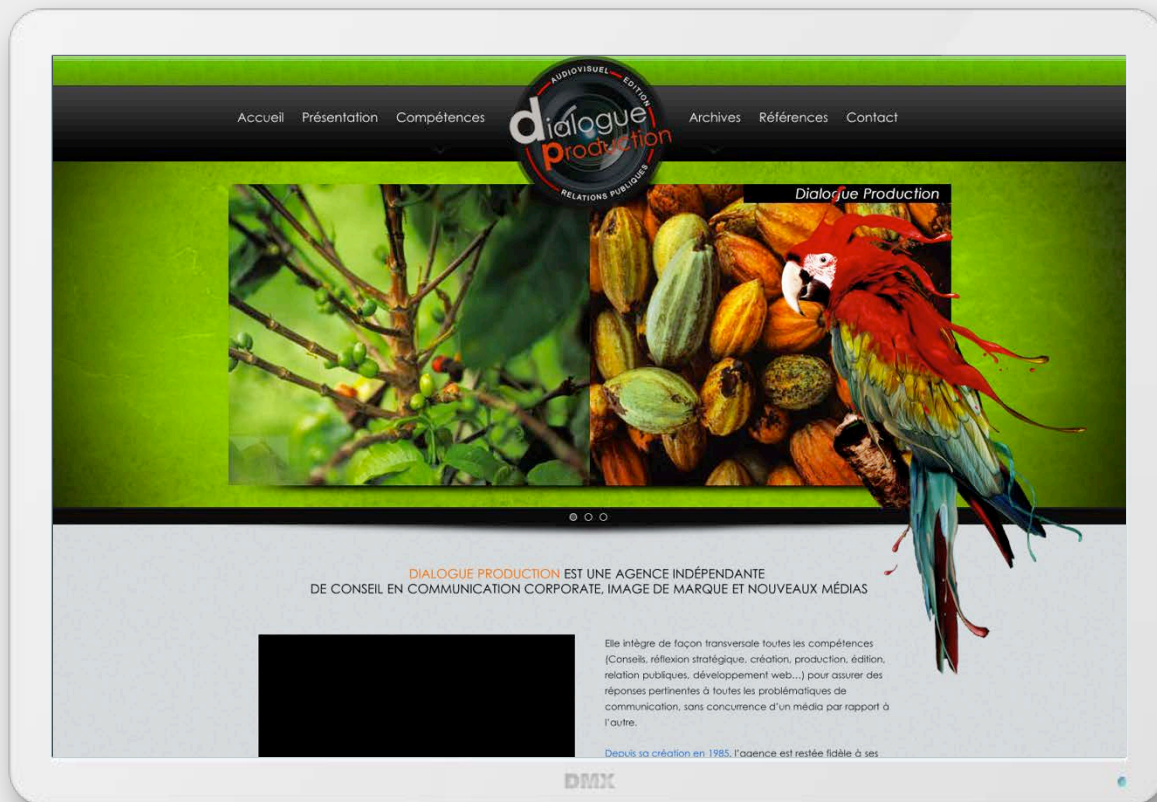 AUDIOVISUEL EDITION
Accueil Présentation Compétences
dialogue
production
Archives Références Contact
RELATIONS PUBLIQUES
Dialogue Production
DIALOGUE PRODUCTION EST UNE AGENCE INDÉPENDANTE
DE CONSEIL EN COMMUNICATION CORPORATE, IMAGE DE MARQUE ET NOUVEAUX MÉDIAS
Elle intègre de façon transversale toutes les compétences
(Conseils, réflexion stratégique, création, production, édition,
relation publiques, développement web...) pour assurer des
réponses pertinentes à toutes les problématiques de
communication, sans concurrence d'un média par rapport à
l'autre.
Depuis sa création en 1985, l'agence est restée fidèle à ses
DMX